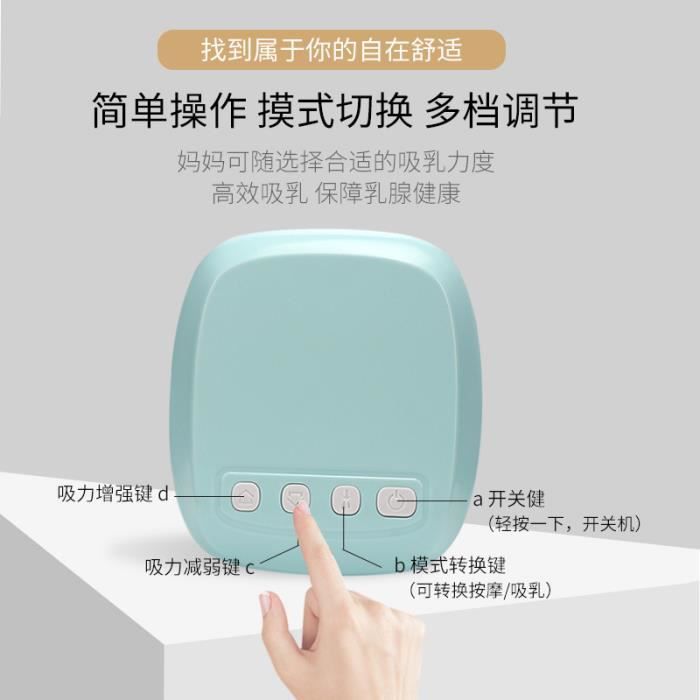 找到属于你的自在舒适
简单操作 摸式切换 多档调节
妈妈可随选择合适的吸乳力度
高效吸乳 保障乳腺健康
吸力增强键 d
a 开关健
(轻按一下，开关机)
吸力减弱键 c
b 模式转换键
(可转换按摩/吸乳)